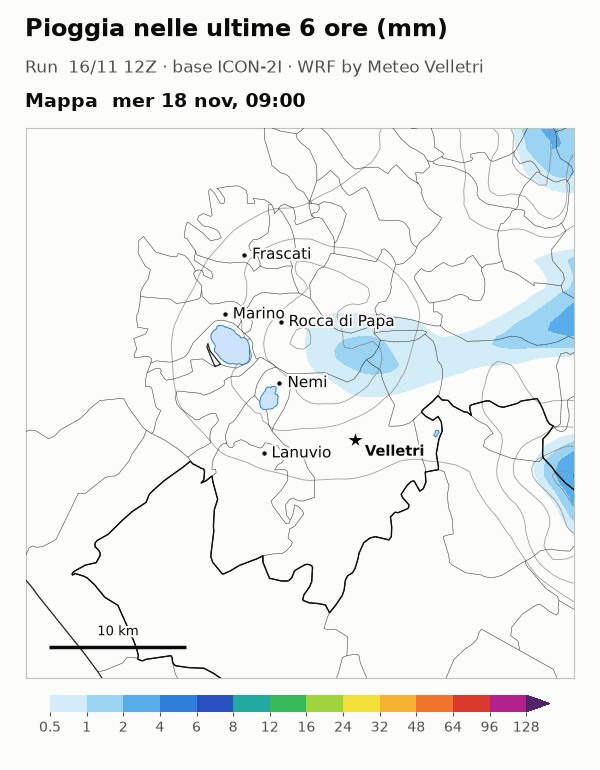 Pioggia nelle ultime 6 ore (mm)
Run  16/11 12Z · base ICON-2I · WRF by Meteo Velletri
Mappa  mer 18 nov, 09:00
Frascati
Marino
Rocca di Papa
Nemi
Velletri
Lanuvio
10 km
0.5 1 2 4 6 8 12 16 24 32 48 64 96 128